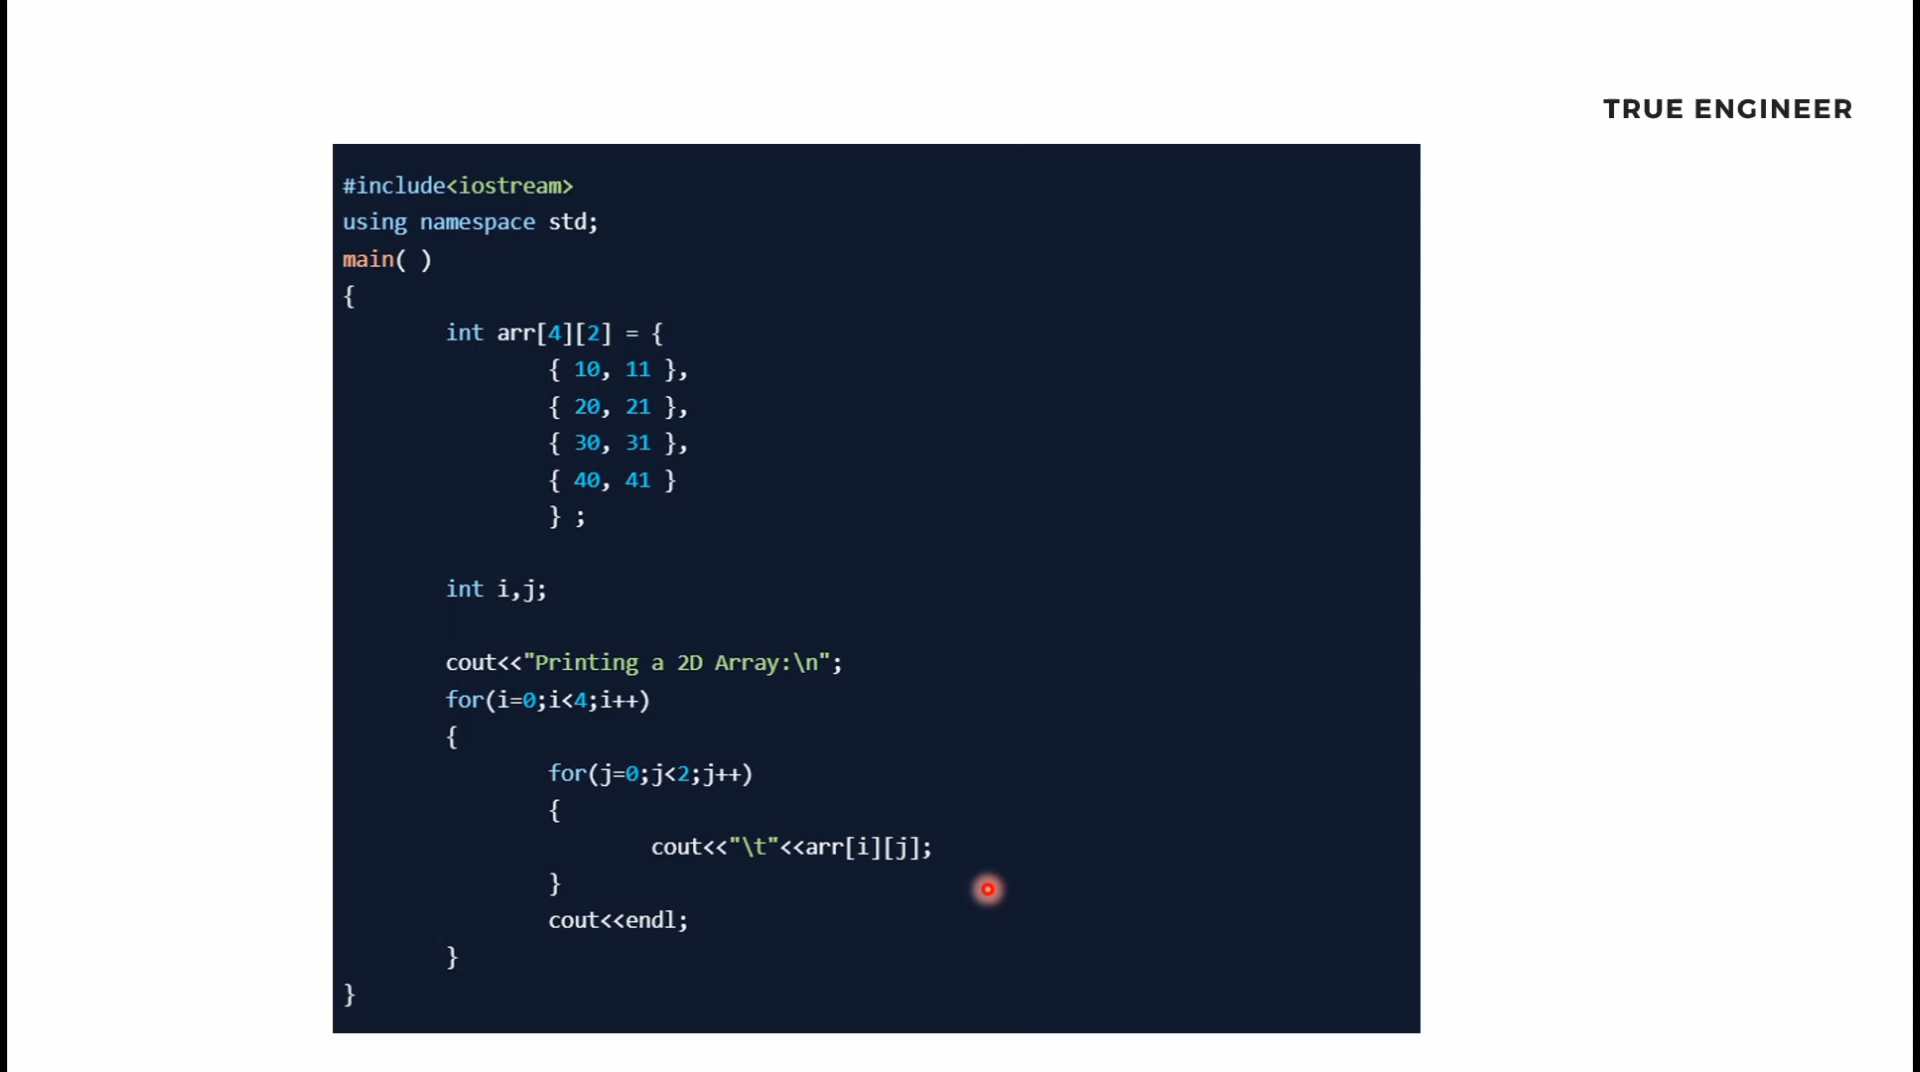 TRUE ENGINEER
#include<iostream>
using namespace std;
main( )
{
int arr[4][2] = {
{ 10, 11 },
{ 20, 21 },
{ 30, 31 },
{ 40, 41 }
} ;
int i,j;
cout<<"Printing a 2D Array:\n";
for(i=0;i<4;i++)
{
for(j=0;j<2;j++)
{
cout<<"\t"<<arr[i][j];
}
cout<<endl;
}
}